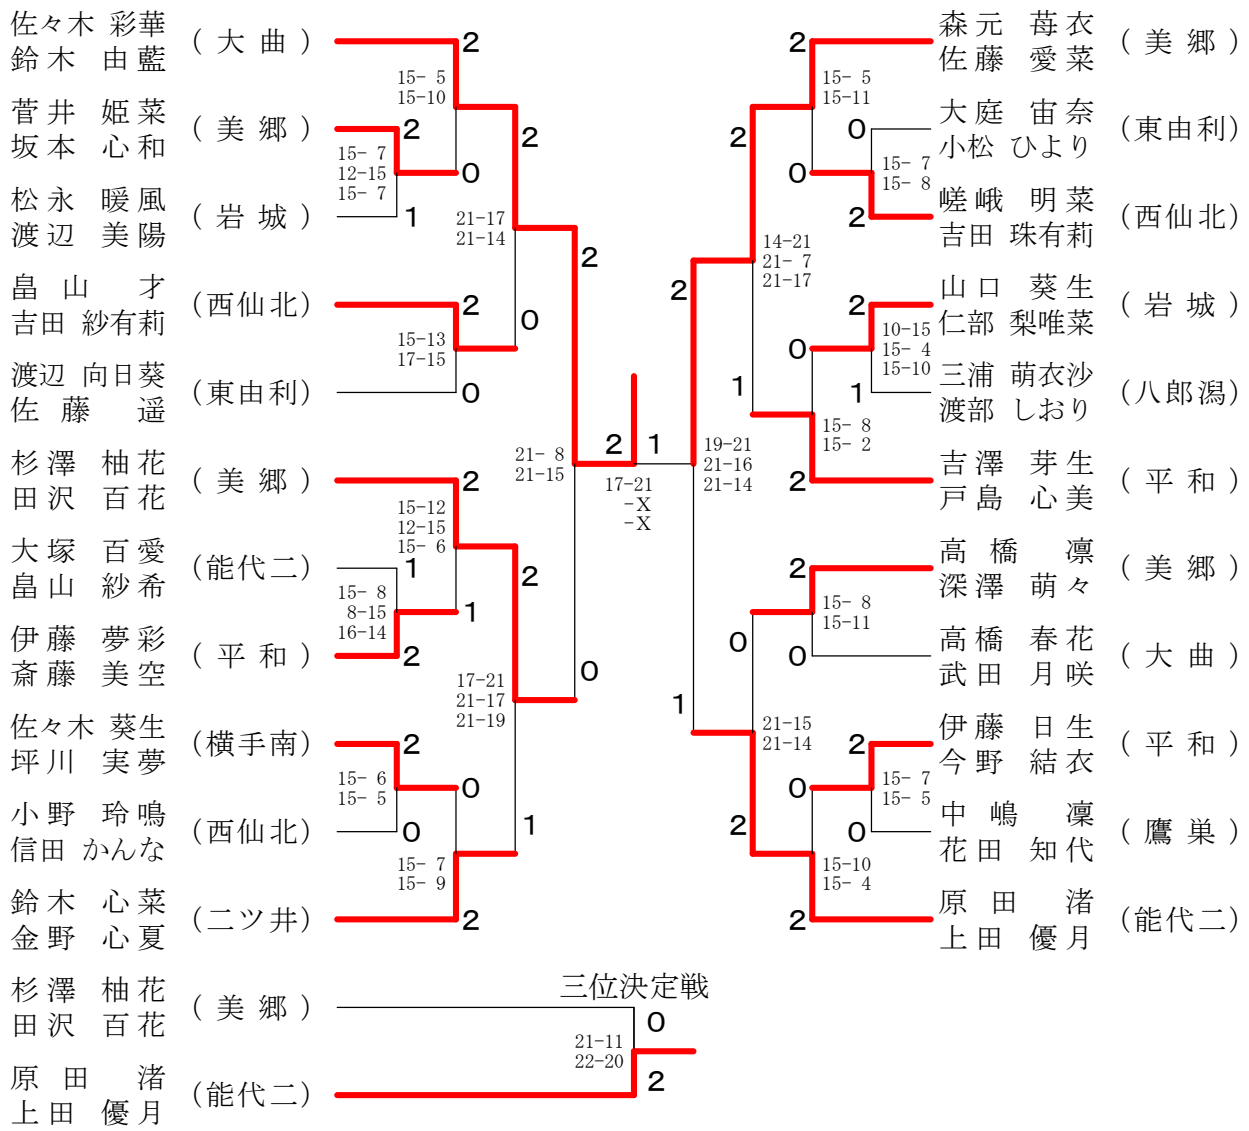 佐々木 彩華
鈴木 由藍
(大曲)
2
15- 5
15-10
菅井 姫菜
坂本 心和
(美郷)
2
15- 7
12-15
15- 7
0
2
松永 暖風
渡辺 美陽
(岩城)
1
21-17
21-14
2
畠山 才
吉田 紗有莉
(西仙北)
2
15-13
17-15
0
渡辺 向日葵
佐藤 遥
(東由利)
0
21- 8
21-15
杉澤 柚花
田沢 百花
(美郷)
2
15-12
12-15
15- 6
大塚 百愛
畠山 紗希
(能代二)
1
15- 8
8-15
16-14
1
2
伊藤 夢彩
斎藤 美空
(平和)
2
17-21
21-17
21-19
0
佐々木 葵生
坪川 実夢
(横手南)
2
15- 6
15- 5
0
小野 玲鳴
信田 かんな
(西仙北)
0
1
15- 7
15- 9
鈴木 心菜
金野 心夏
(二ツ井)
2
2
1
17-21
-X
-X
2
森元 苺衣
佐藤 愛菜
(美郷)
15- 5
15-11
2
大庭 宙奈
小松 ひより
(東由利)
0
15- 7
15- 8
0
嵯峨 明菜
吉田 珠有莉
(西仙北)
2
14-21
21- 7
21-17
2
山口 葵生
仁部 梨唯菜
(岩城)
2
10-15
15- 4
15-10
0
三浦 萌衣沙
渡部 しおり
(八郎潟)
1
1
15- 8
15- 2
吉澤 芽生
戸島 心美
(平和)
2
19-21
21-16
21-14
高橋 凛
深澤 萌々
(美郷)
2
15- 8
15-11
0
高橋 春花
武田 月咲
(大曲)
0
1
21-15
21-14
伊藤 日生
今野 結衣
(平和)
2
15- 7
15- 5
0
中嶋 凜
花田 知代
(鷹巣)
0
2
15-10
15- 4
原田 渚
上田 優月
(能代二)
2
三位決定戦
杉澤 柚花
田沢 百花
(美郷)
0
21-11
22-20
原田 渚
上田 優月
(能代二)
2